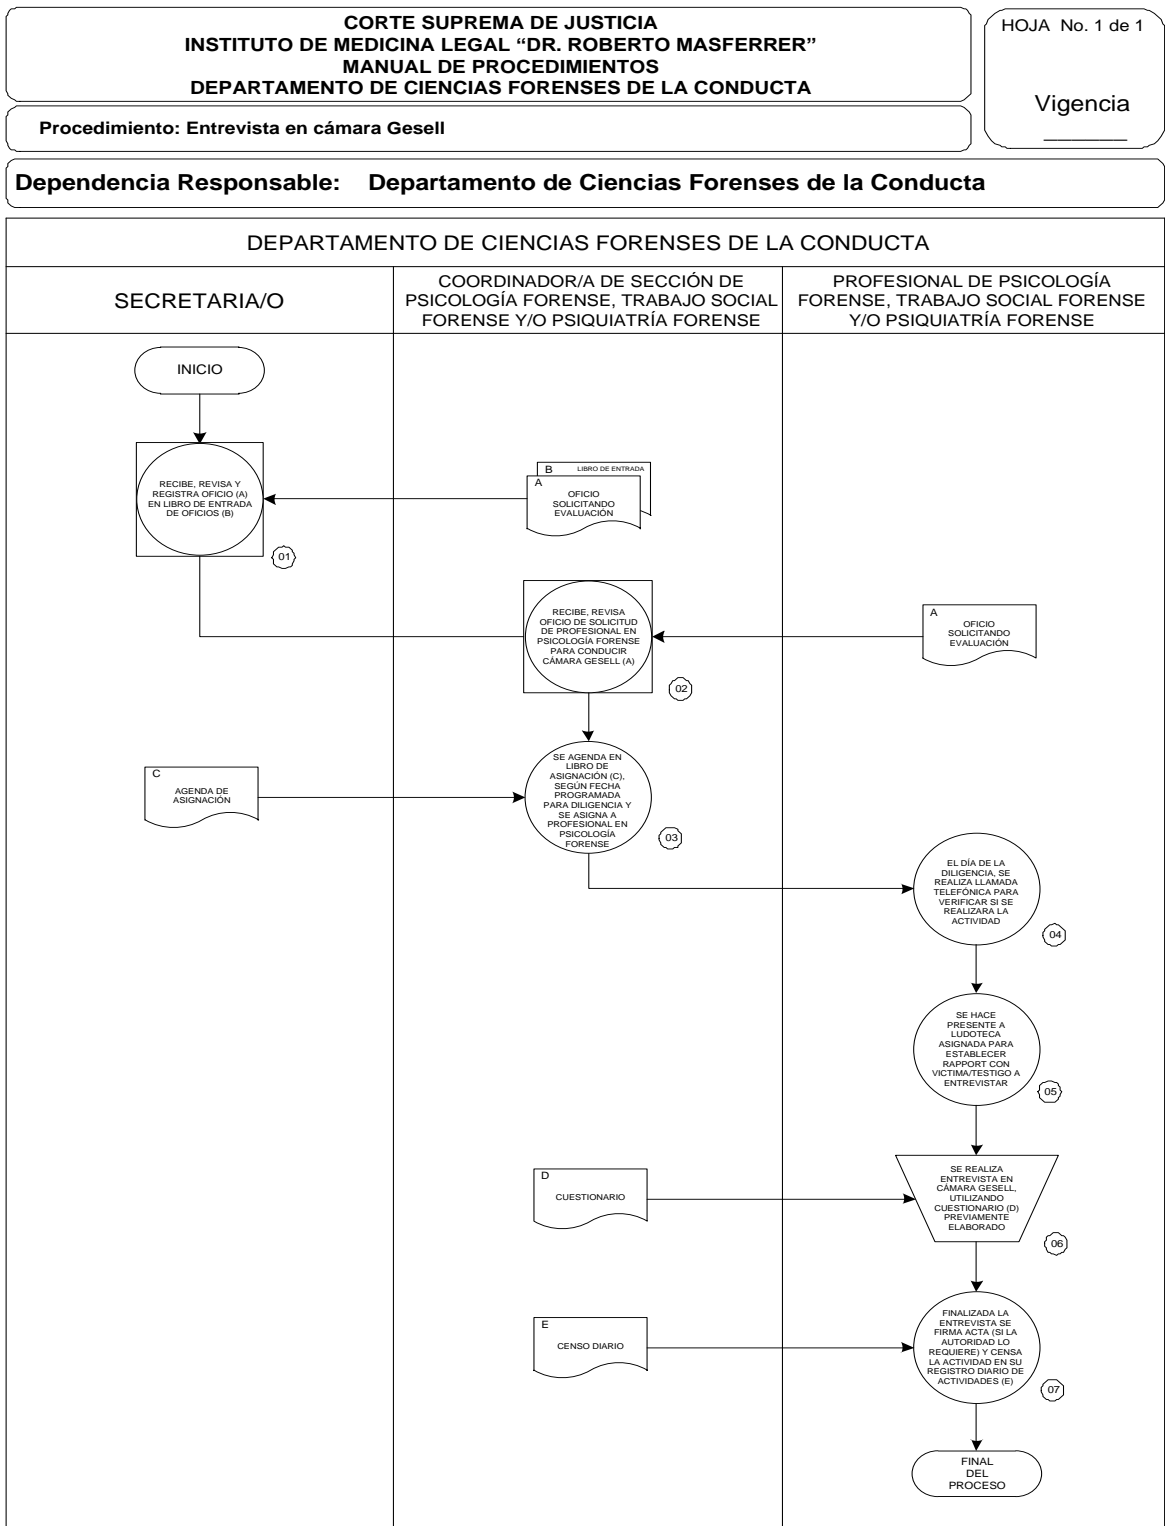 CORTE SUPREMA DE JUSTICIA
INSTITUTO DE MEDICINA LEGAL “DR. ROBERTO MASFERRER”
MANUAL DE PROCEDIMIENTOS
DEPARTAMENTO DE CIENCIAS FORENSES DE LA CONDUCTA
HOJA No. 1 de 1
Vigencia
Procedimiento: Entrevista en cámara Gesell
Dependencia Responsable: Departamento de Ciencias Forenses de la Conducta
DEPARTAMENTO DE CIENCIAS FORENSES DE LA CONDUCTA
SECRETARIA/O
COORDINADOR/A DE SECCIÓN DE
PSICOLOGÍA FORENSE, TRABAJO SOCIAL
FORENSE Y/O PSIQUIATRÍA FORENSE
PROFESIONAL DE PSICOLOGÍA
FORENSE, TRABAJO SOCIAL FORENSE
Y/O PSIQUIATRÍA FORENSE
INICIO
RECIBE, REVISA Y
REGISTRA OFICIO (A)
EN LIBRO DE ENTRADA
DE OFICIOS (B)
01
B LIBRO DE ENTRADA
A
OFICIO
SOLICITANDO
EVALUACIÓN
RECIBE, REVISA
OFICIO DE SOLICITUD
DE PROFESIONAL EN
PSICOLOGÍA FORENSE
PARA CONDUCIR
CÁMARA GESELL (A)
02
A
OFICIO
SOLICITANDO
EVALUACIÓN
C
AGENDA DE
ASIGNACIÓN
SE AGENDA EN
LIBRO DE
ASIGNACIÓN (C),
SEGÚN FECHA
PROGRAMADA
PARA DILIGENCIA Y
SE ASIGNA A
PROFESIONAL EN
PSICOLOGÍA
FORENSE
03
EL DÍA DE LA
DILIGENCIA, SE
REALIZA LLAMADA
TELEFÓNICA PARA
VERIFICAR SI SE
REALIZARA LA
ACTIVIDAD
04
SE HACE
PRESENTE A
LUDOTECA
ASIGNADA PARA
ESTABLECER
RAPPORT CON
VICTIMA/TESTIGO A
ENTREVISTAR
05
D
CUESTIONARIO
SE REALIZA
ENTREVISTA EN
CÁMARA GESELL,
UTILIZANDO
CUESTIONARIO (D)
PREVIAMENTE
ELABORADO
06
E
CENSO DIARIO
FINALIZADA LA
ENTREVISTA SE
FIRMA ACTA (SI LA
AUTORIDAD LO
REQUIERE) Y CENSA
LA ACTIVIDAD EN SU
REGISTRO DIARIO DE
ACTIVIDADES (E)
07
FINAL
DEL
PROCESO